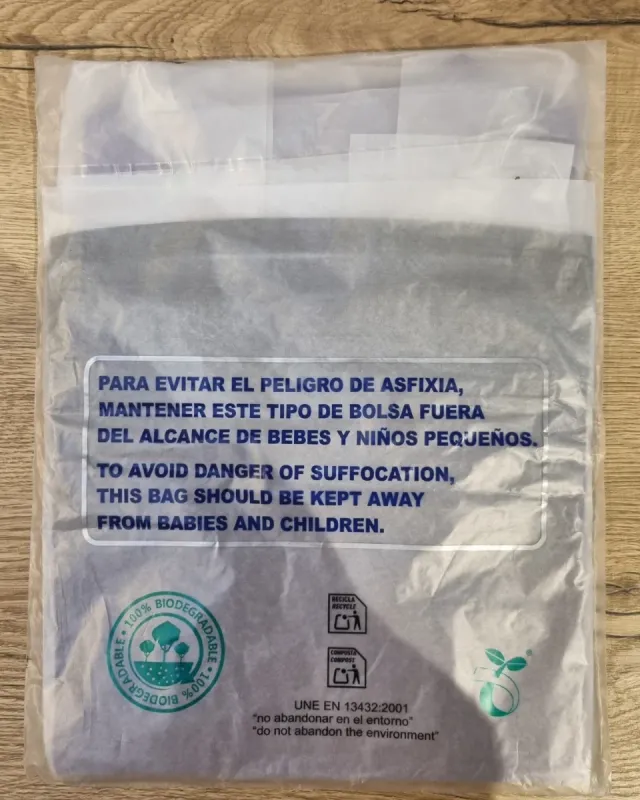 PARA EVITAR EL PELIGRO DE ASFIXIA,
MANTENER ESTE TIPO DE BOLSA FUERA
DEL ALCANCE DE BEBES Y NIÑOS PEQUEÑOS.
TO AVOID DANGER OF SUFFOCATION,
THIS BAG SHOULD BE KEPT AWAY
FROM BABIES AND CHILDREN.
100% BIODEGRADABLE • 100% BIODEGRADABLE •
RECICLA
RECYCLE
COMPOSTA
COMPOST
UNE EN 13432:2001
"no abandonar en el entorno"
"do not abandon the environment"